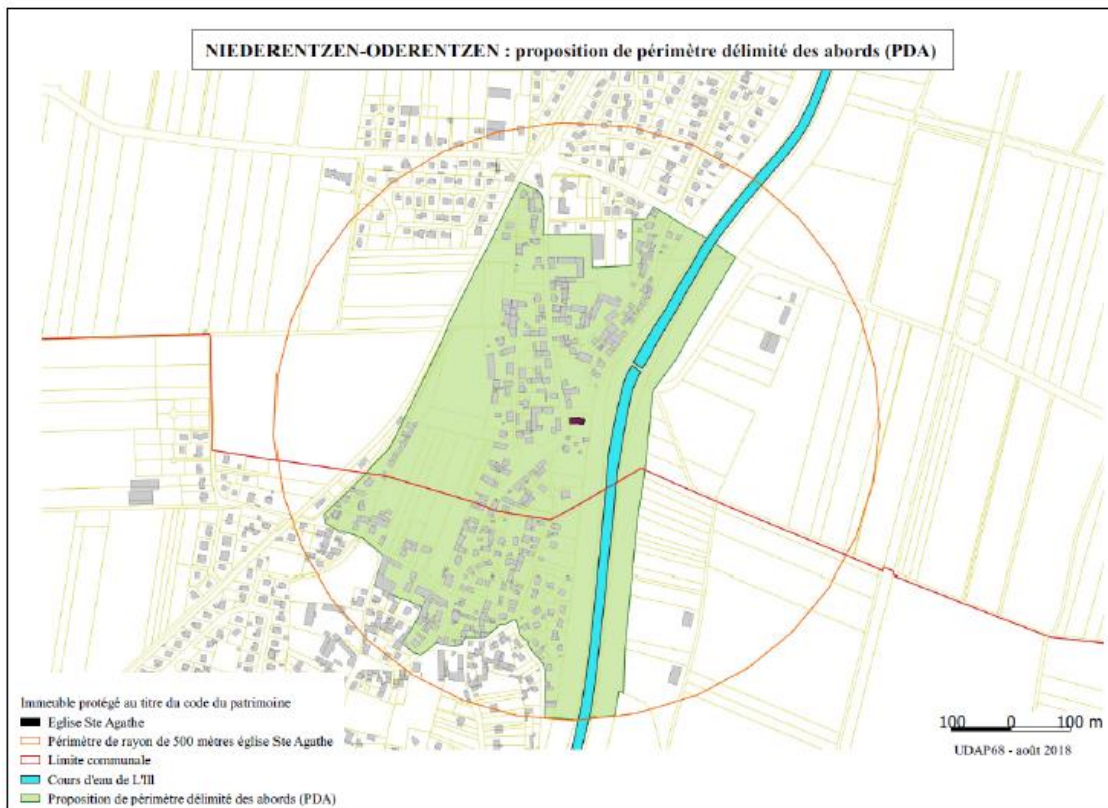 NIEDERENTZEN-ODERENTZEN : proposition de périmètre délimité des abords (PDA)
Immeuble protégé au titre du code du patrimoine
Eglise Ste Agathe
Périmètre de rayon de 500 mètres église Ste Agathe
Limite communale
Cours d'eau de L'Ill
Proposition de périmètre délimité des abords (PDA)
100 0 100 m
UDAP68 - août 2018